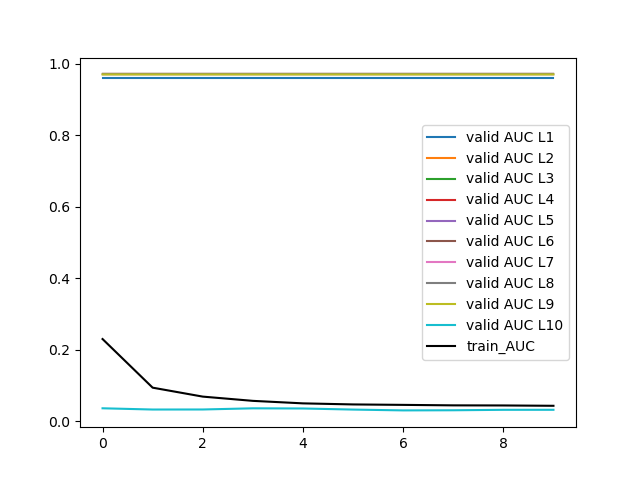 1.0
0.8
0.6
0.4
0.2
0.0
0 2 4 6 8
valid AUC L1
valid AUC L2
valid AUC L3
valid AUC L4
valid AUC L5
valid AUC L6
valid AUC L7
valid AUC L8
valid AUC L9
valid AUC L10
train_AUC